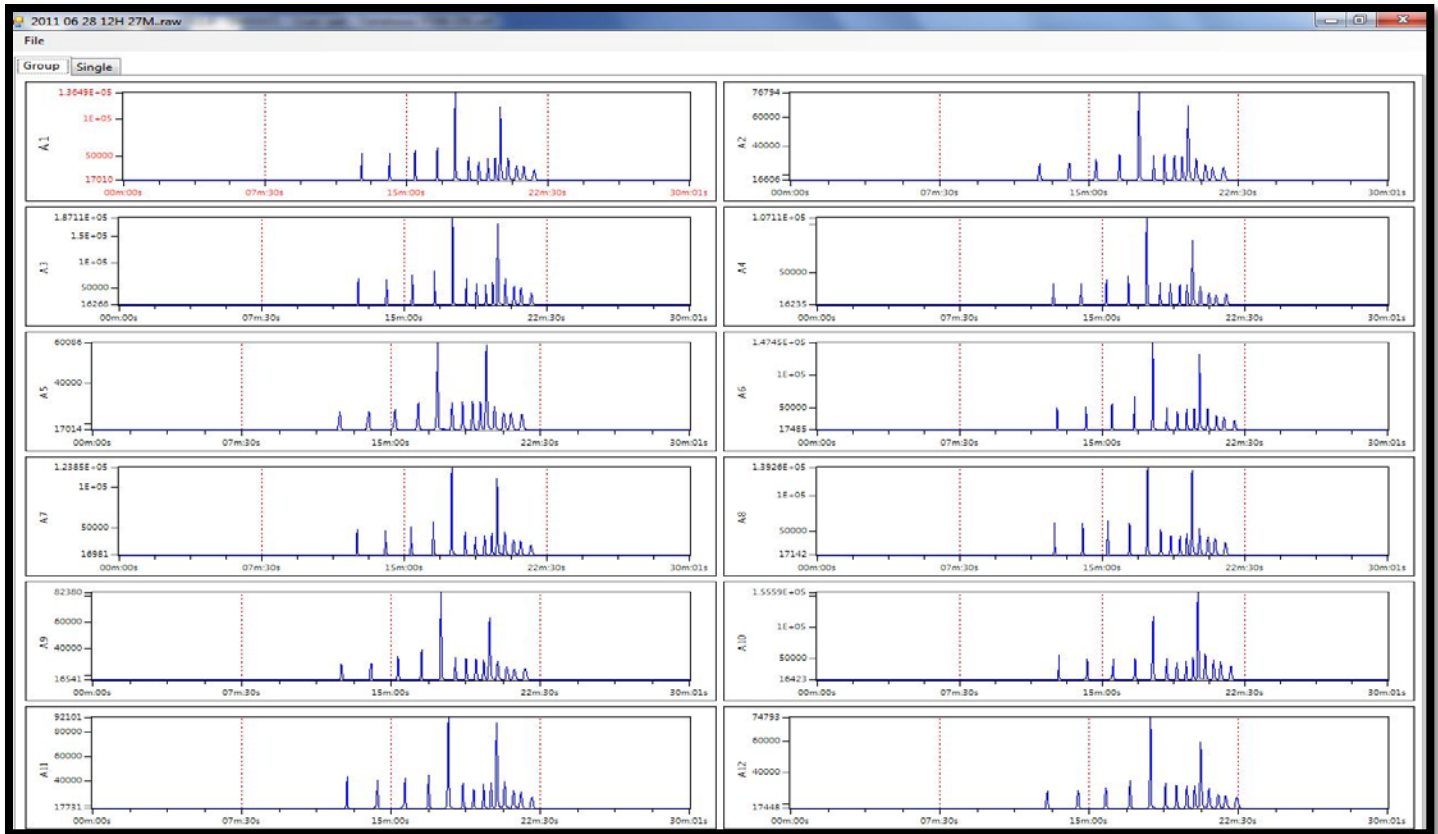 2011 06 28 12H 27M..raw
File
Group Single
A1 1.3649E+05 1E+05 50000 17010
00m:00s 07m:30s 15m:00s 22m:30s 30m:01s
A2 76794 60000 40000 16606
00m:00s 07m:30s 15m:00s 22m:30s 30m:01s
A3 1.8711E+05 1.5E+05 1E+05 50000 16266
00m:00s 07m:30s 15m:00s 22m:30s 30m:01s
A4 1.0711E+05 50000 16235
00m:00s 07m:30s 15m:00s 22m:30s 30m:01s
A5 60086 40000 17014
00m:00s 07m:30s 15m:00s 22m:30s 30m:01s
A6 1.4745E+05 1E+05 50000 17485
00m:00s 07m:30s 15m:00s 22m:30s 30m:01s
A7 1.2385E+05 1E+05 50000 16981
00m:00s 07m:30s 15m:00s 22m:30s 30m:01s
A8 1.3926E+05 1E+05 50000 17142
00m:00s 07m:30s 15m:00s 22m:30s 30m:01s
A9 82380 60000 40000 16541
00m:00s 07m:30s 15m:00s 22m:30s 30m:01s
A10 1.5559E+05 1E+05 50000 16423
00m:00s 07m:30s 15m:00s 22m:30s 30m:01s
A11 92101 80000 60000 40000 17731
00m:00s 07m:30s 15m:00s 22m:30s 30m:01s
A12 74793 60000 40000 17448
00m:00s 07m:30s 15m:00s 22m:30s 30m:01s